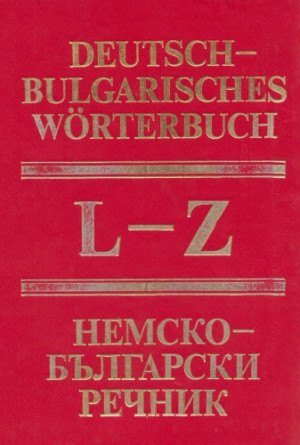 DEUTSCH–
BULGARISCHES
WÖRTERBUCH
L–Z
НЕМСКО–
БЪЛГАРСКИ
РЕЧНИК